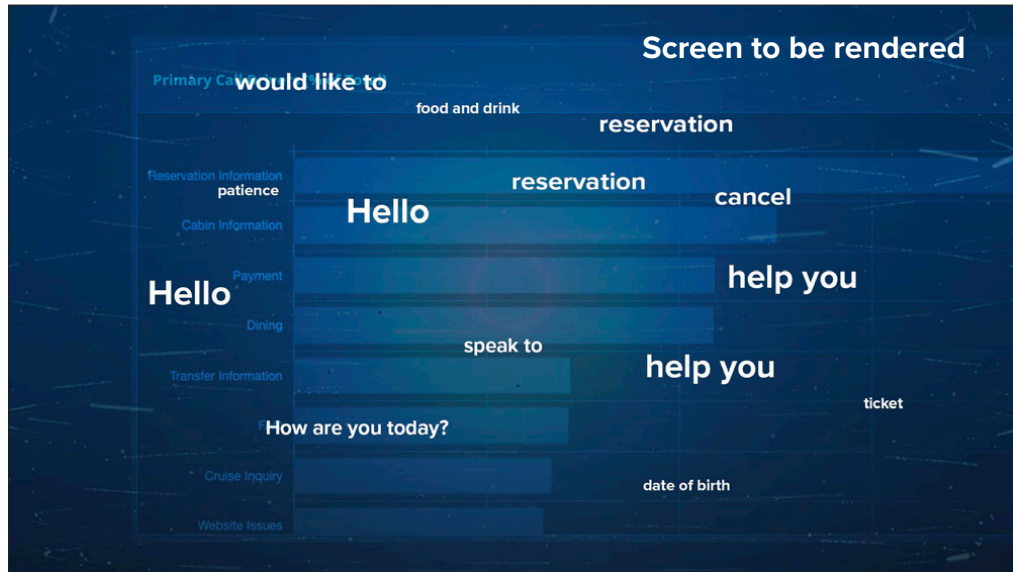 Screen to be rendered
Primary Cal
would like to
food and drink
reservation
Reservation Information
reservation
patience
cancel
Hello
Cabin Information
Payment
help you
Hello
Dining
speak to
help you
Transfer Information
ticket
How are you today?
Cruise Inquiry
date of birth
Website Issues